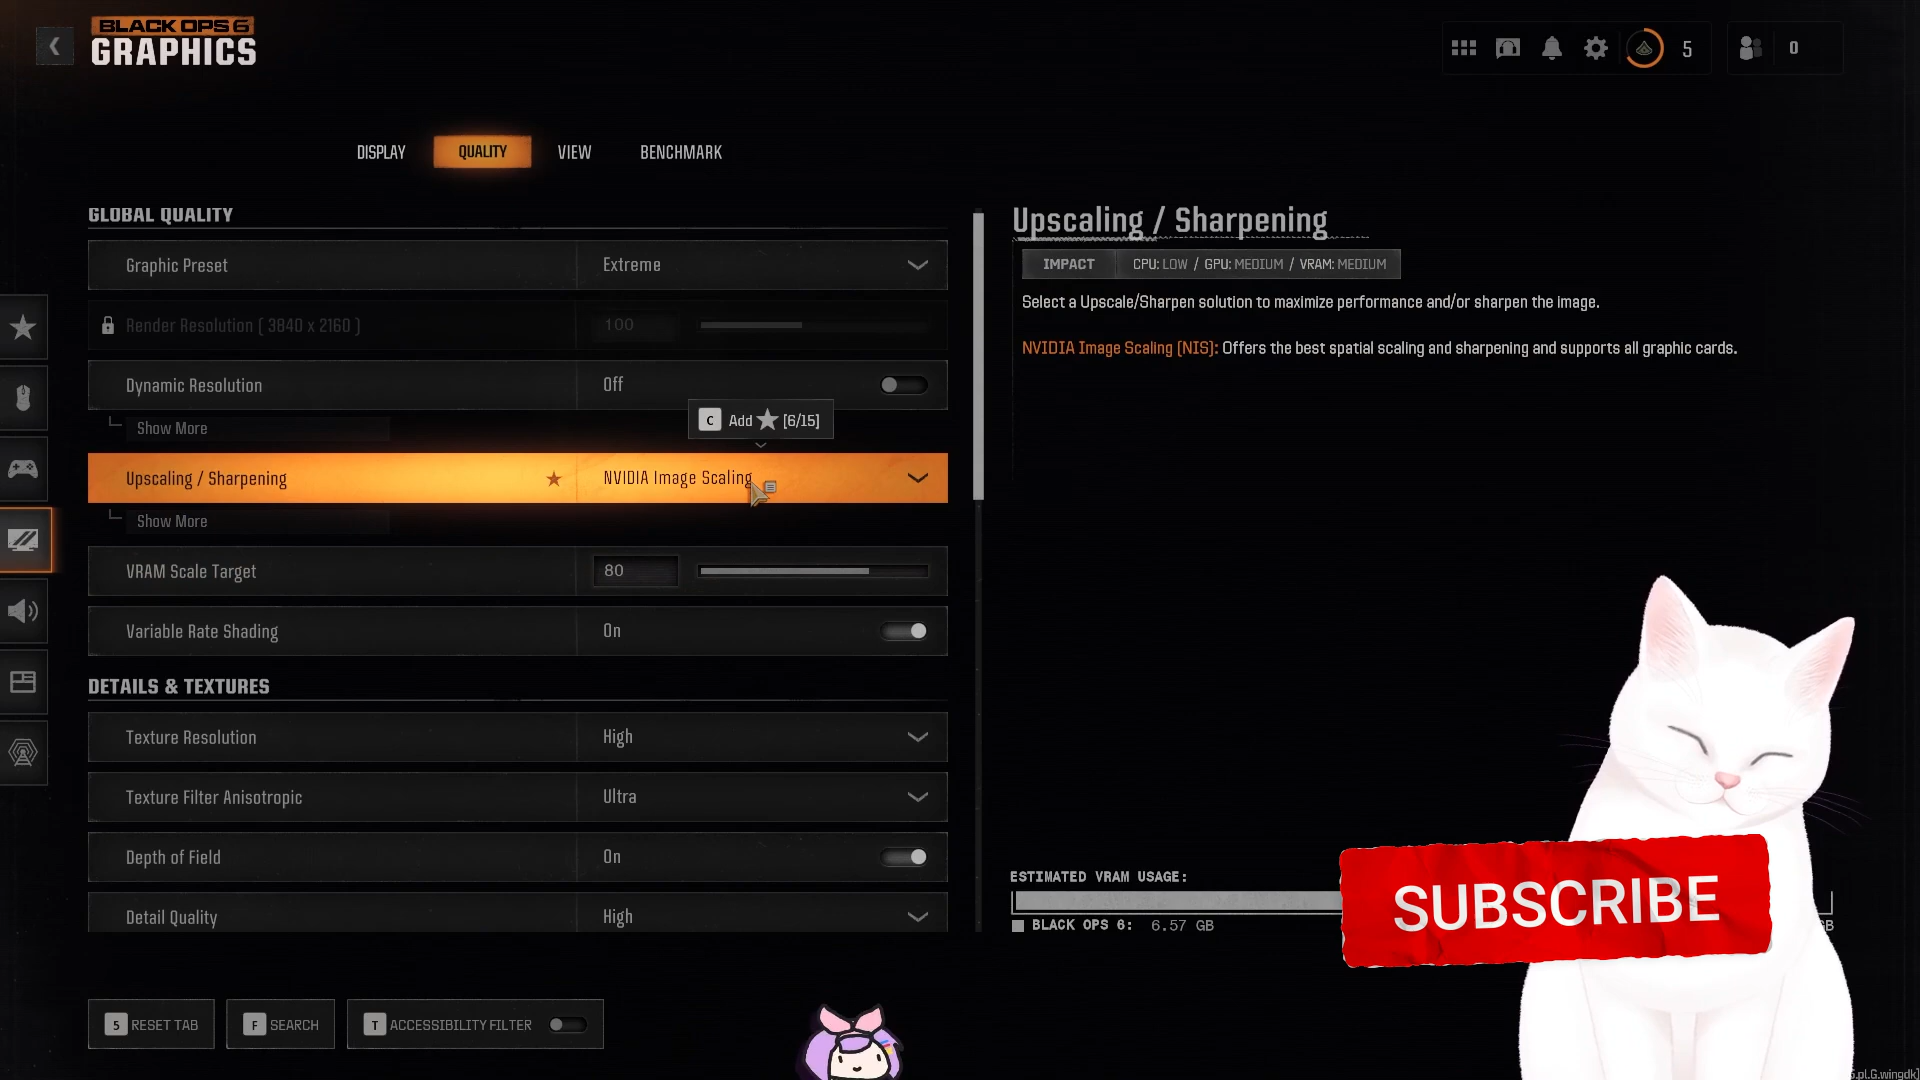 BLACK OPS 6
GRAPHICS
5
0
DISPLAY
QUALITY
VIEW
BENCHMARK
GLOBAL QUALITY
Graphic Preset
Extreme
Render Resolution ( 3840 x 2160 )
100
Dynamic Resolution
Off
Show More
C Add [6/15]
Upscaling / Sharpening
NVIDIA Image Scaling
Show More
VRAM Scale Target
80
Variable Rate Shading
On
DETAILS & TEXTURES
Texture Resolution
High
Texture Filter Anisotropic
Ultra
Depth of Field
On
Detail Quality
High
Upscaling / Sharpening
IMPACT
CPU: LOW / GPU: MEDIUM / VRAM: MEDIUM
Select a Upscale/Sharpen solution to maximize performance and/or sharpen the image.
NVIDIA Image Scaling (NIS): Offers the best spatial scaling and sharpening and supports all graphic cards.
ESTIMATED VRAM USAGE:
BLACK OPS 6: 6.57 GB
GB
SUBSCRIBE
5 RESET TAB
F SEARCH
T ACCESSIBILITY FILTER